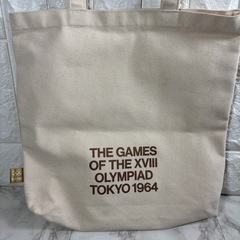 THE GAMES
OF THE XVIII
OLYMPIAD
TOKYO 1964